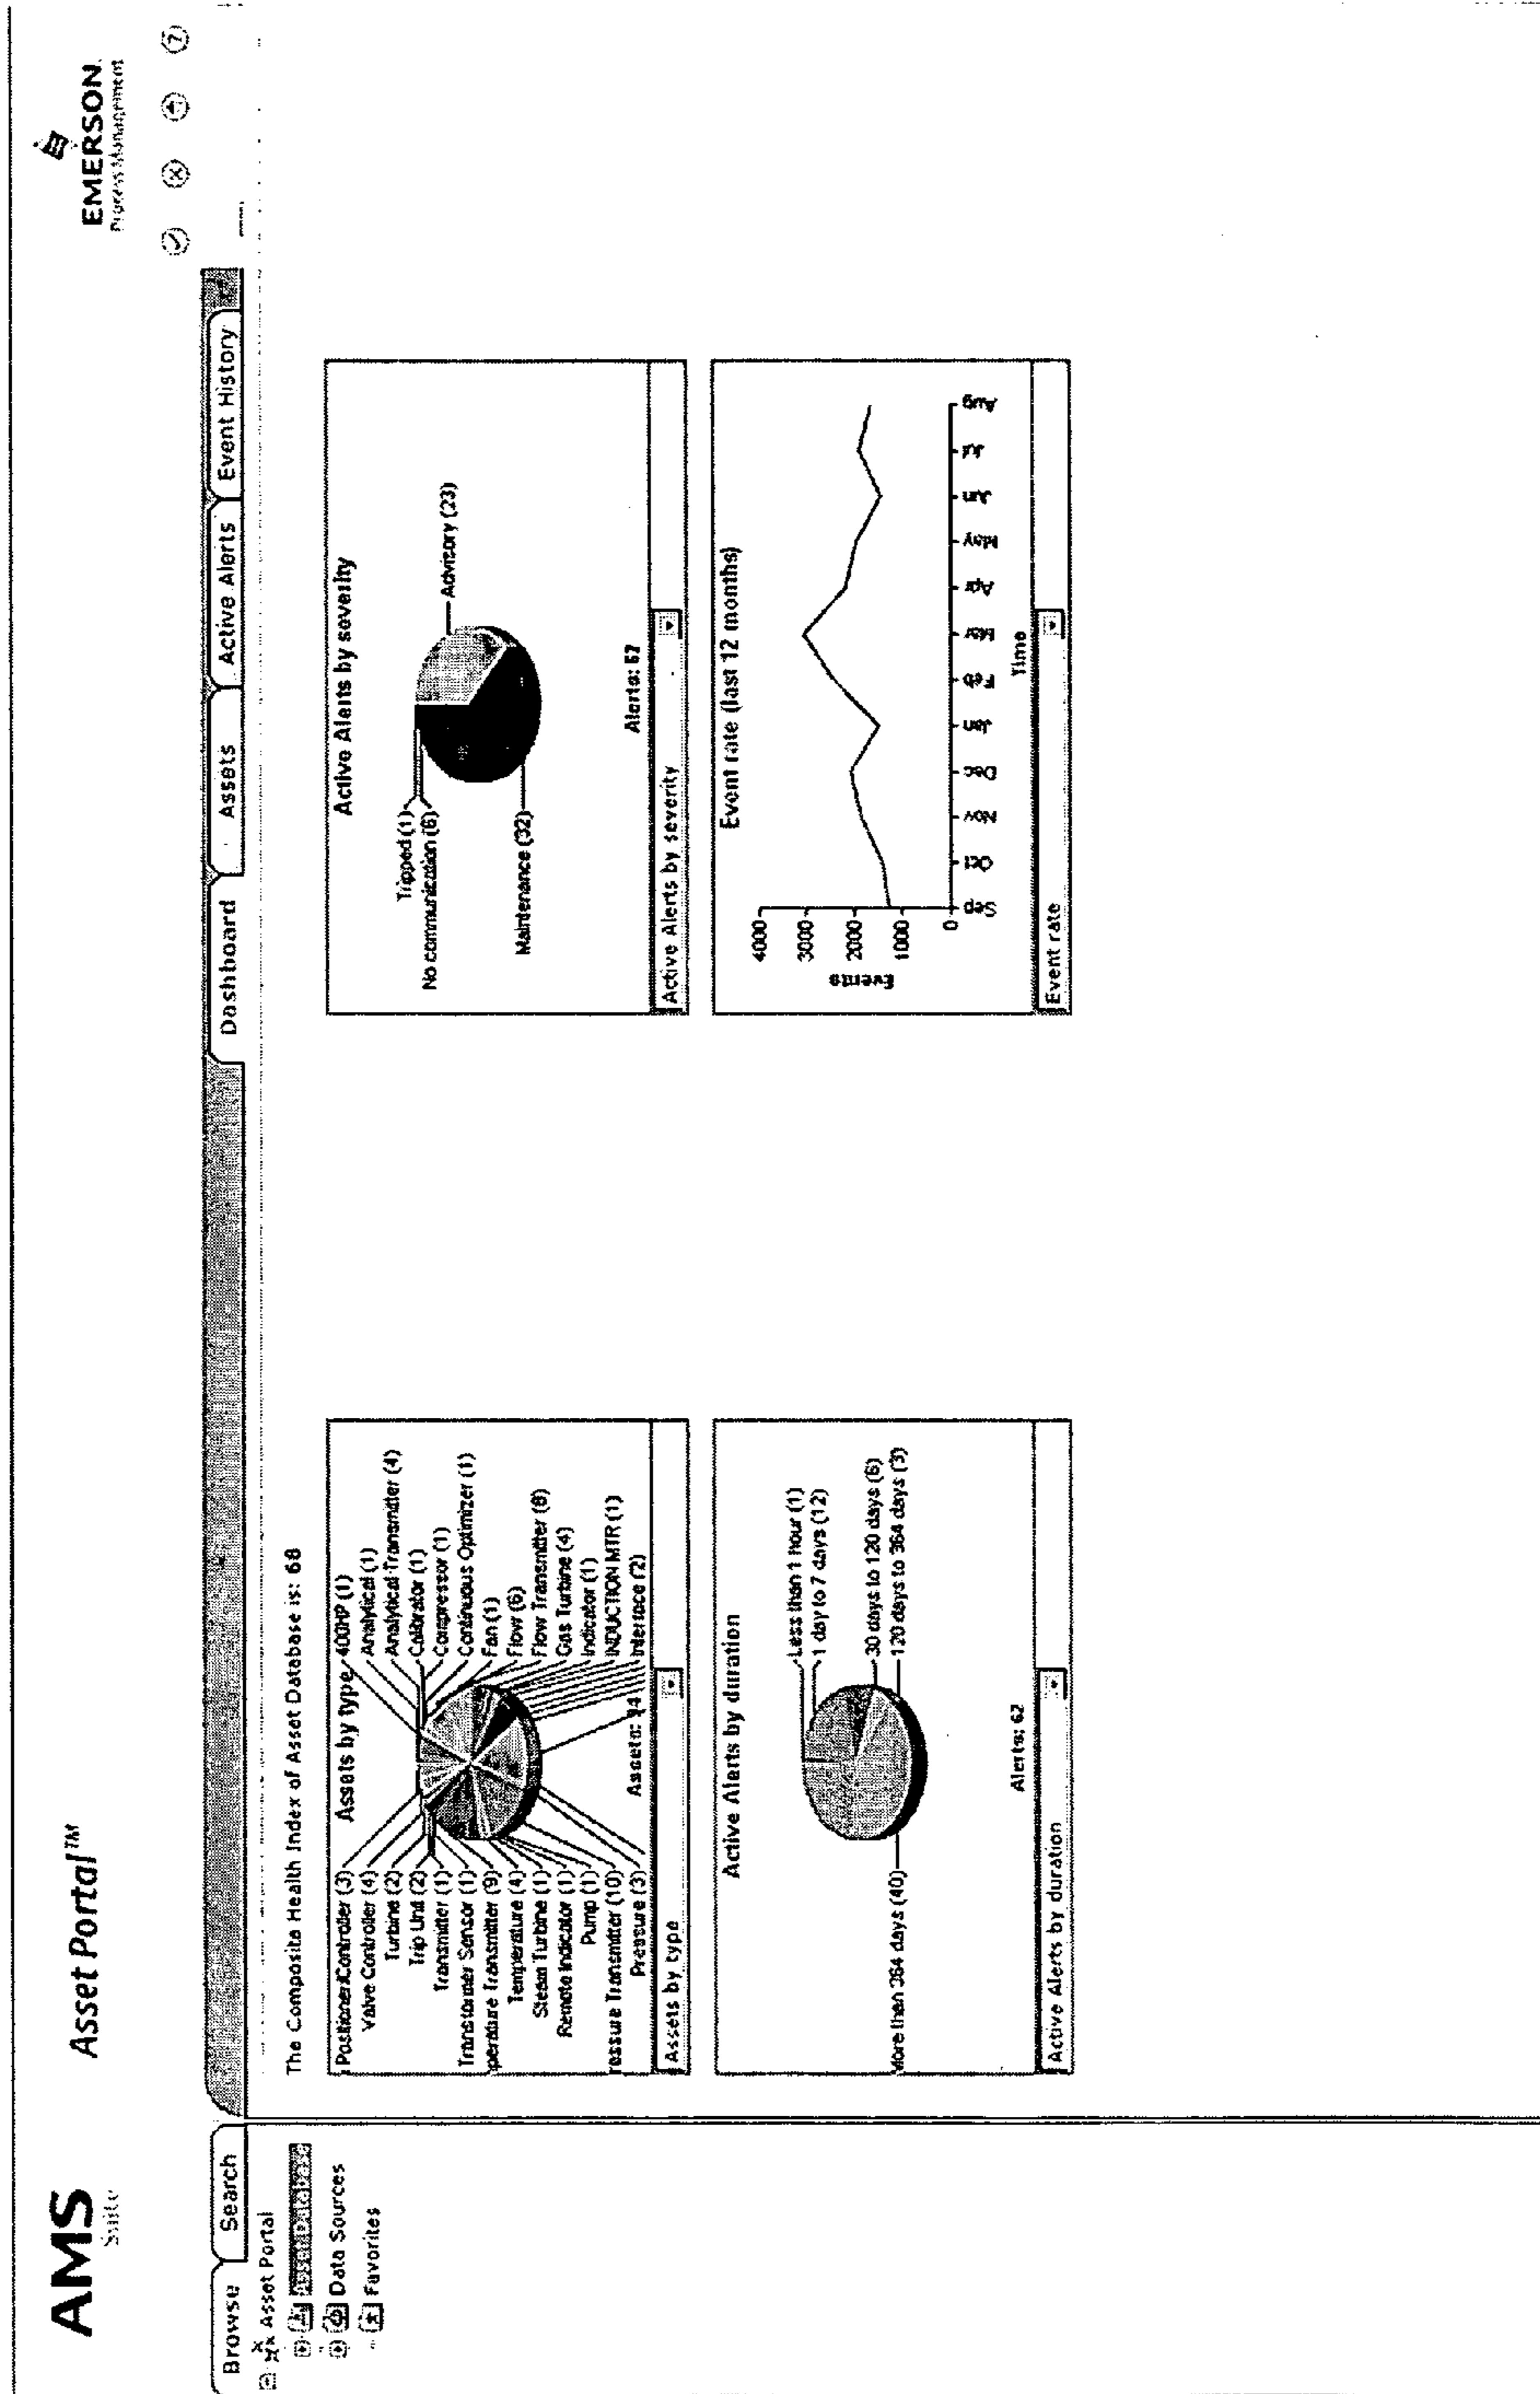 AMS
Suite
Asset Portal™
EMERSON
Process Management
Browse
Search
Dashboard
Assets
Active Alerts
Event History
Asset Portal
Asset Database
Data Sources
Favorites
The Composite Health Index of Asset Database is: 68
Assets by type
Positioner/Controller (3)
Valve Controller (4)
Turbine (2)
Trip Unit (2)
Transmitter (1)
Transformer Sensor (1)
perature Transmitter (9)
Temperature (4)
Steam Turbine (1)
Remote Indicator (1)
Pump (1)
ressure Transmitter (10)
Pressure (3)
400HP (1)
Analytical (1)
Analytical Transmitter (4)
Calibrator (1)
Compressor (1)
Continuous Optimizer (1)
Fan (1)
Flow (6)
Flow Transmitter (8)
Gas Turbine (4)
Indicator (1)
INDUCTION MTR (1)
Interface (2)
Assets: 94
Assets by type
Active Alerts by severity
Tripped (1)
No communication (6)
Maintenance (32)
Advisory (23)
Alerts: 62
Active Alerts by severity
Active Alerts by duration
Less than 1 hour (1)
1 day to 7 days (12)
30 days to 120 days (6)
120 days to 364 days (3)
More than 364 days (40)
Alerts: 62
Active Alerts by duration
Event rate (last 12 months)
Events
4000
3000
2000
1000
0
Sep
Oct
Nov
Dec
Jan
Feb
Mar
Apr
May
Jun
Jul
Aug
Time
Event rate